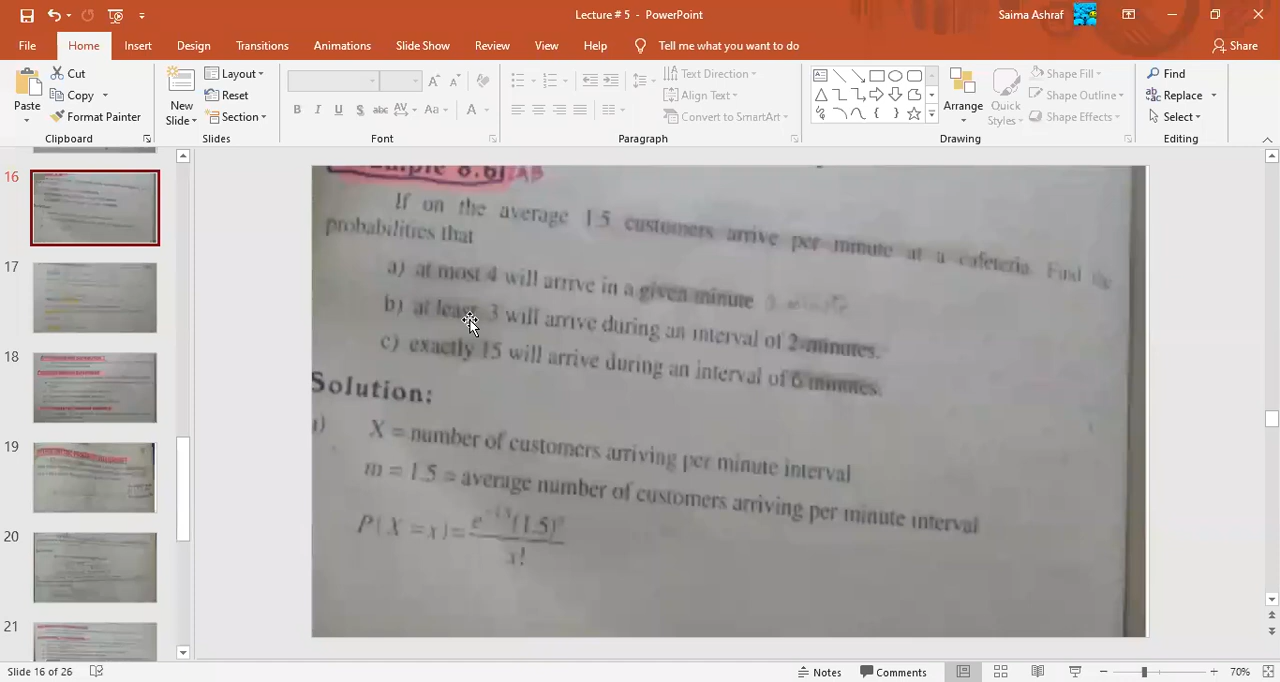 Lecture # 5 - PowerPoint
Saima Ashraf
File Home Insert Design Transitions Animations Slide Show Review View Help Tell me what you want to do Share
Paste
Cut
Copy
Format Painter
Clipboard
New Slide
Layout
Reset
Section
Slides
B I U S abc AV Aa A
Font
Text Direction
Align Text
Convert to SmartArt
Paragraph
Arrange
Quick Styles
Shape Fill
Shape Outline
Shape Effects
Drawing
Find
Replace
Select
Editing
16
17
18
19
20
21
If on the average 1.5 customers arrive per minute at a cafeteria. Find the
probabilities that
a) at most 4 will arrive in a given minute
b) at least 3 will arrive during an interval of 2-minutes.
c) exactly 15 will arrive during an interval of 6 minutes.
Solution:
X = number of customers arriving per minute interval
m = 1.5 = average number of customers arriving per minute interval
P(X = x) = e^-1.5 (1.5)^x
x!
Slide 16 of 26
Notes
Comments
70%